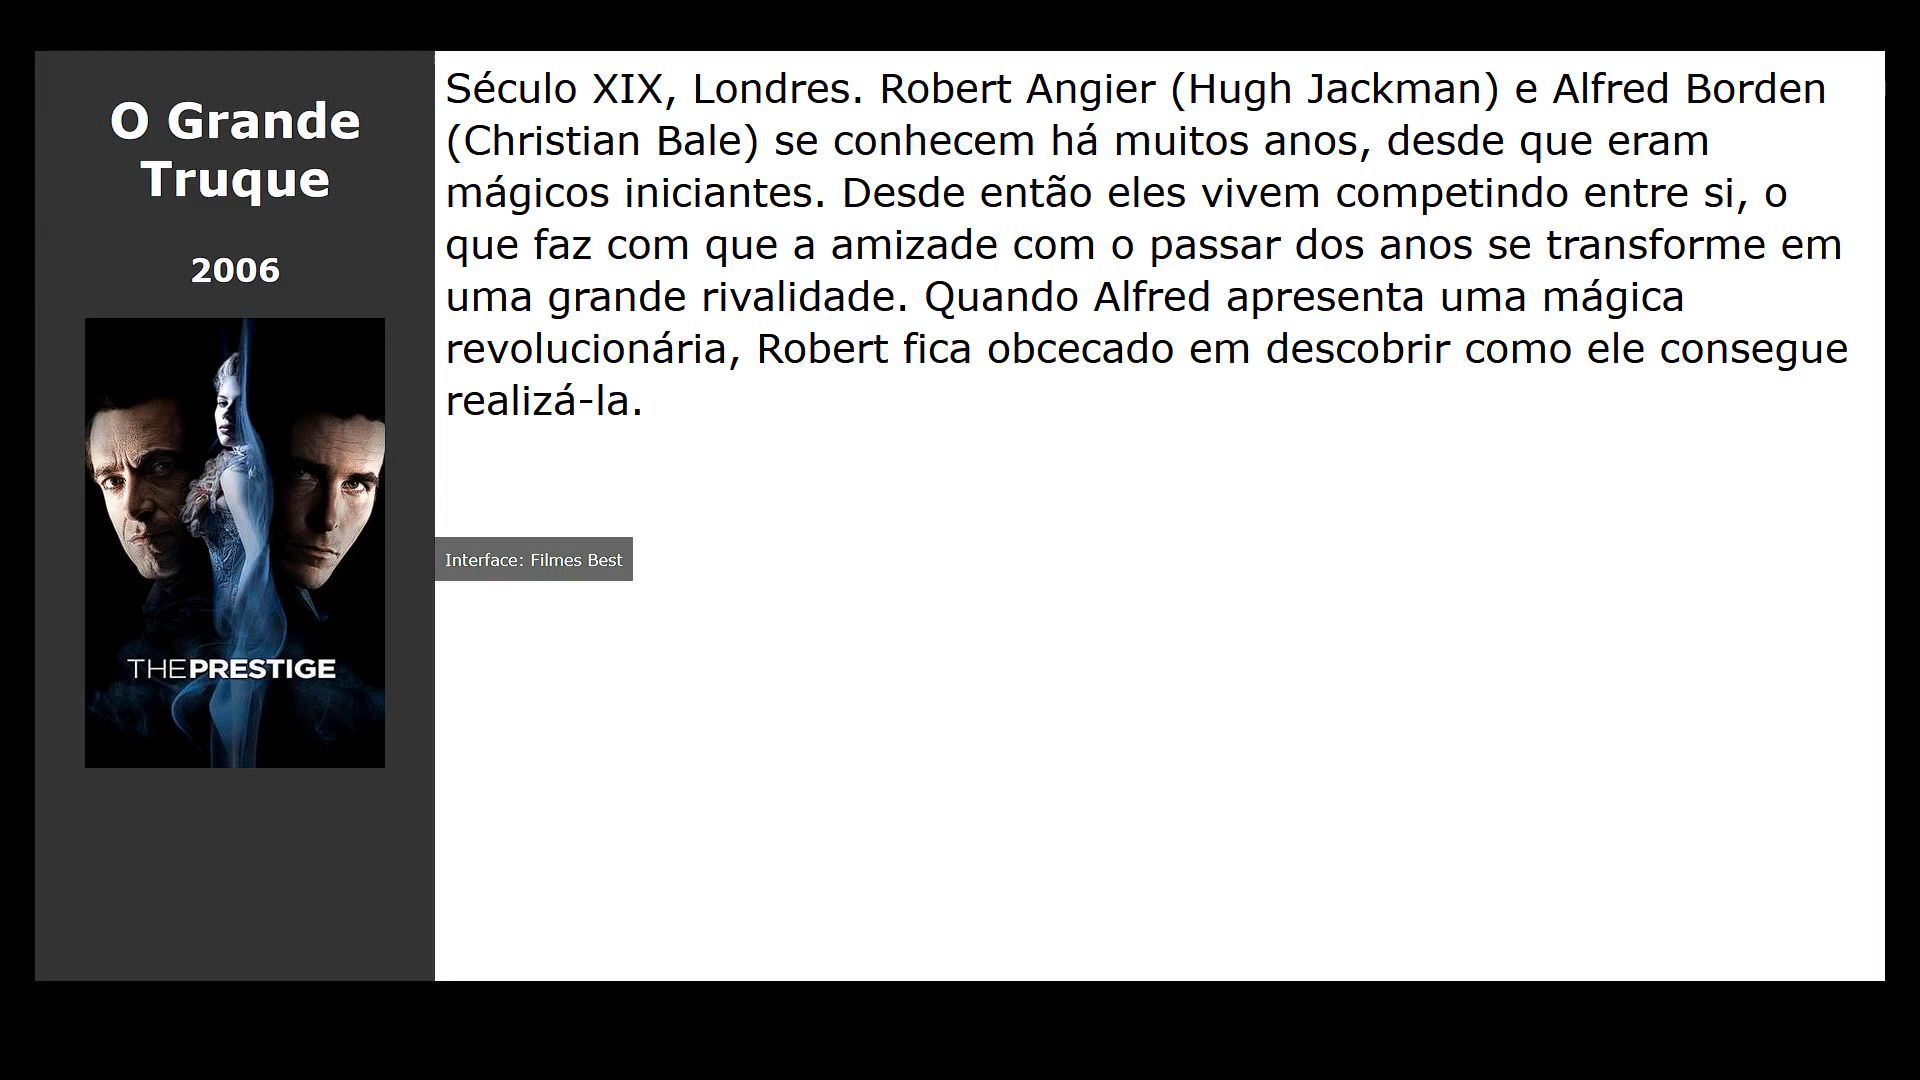 O Grande
Truque
2006
THE PRESTIGE
Século XIX, Londres. Robert Angier (Hugh Jackman) e Alfred Borden
(Christian Bale) se conhecem há muitos anos, desde que eram
mágicos iniciantes. Desde então eles vivem competindo entre si, o
que faz com que a amizade com o passar dos anos se transforme em
uma grande rivalidade. Quando Alfred apresenta uma mágica
revolucionária, Robert fica obcecado em descobrir como ele consegue
realizá-la.
Interface: Filmes Best